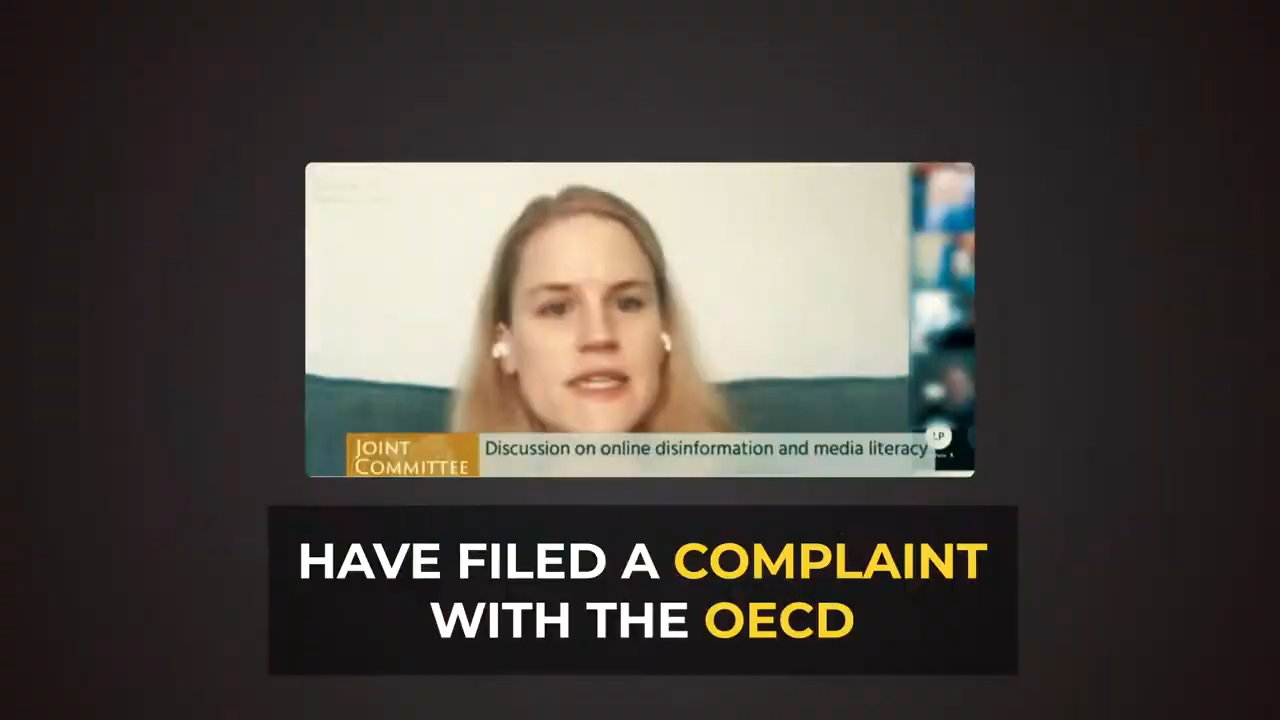 JOINT
COMMITTEE
Discussion on online disinformation and media literacy
HAVE FILED A COMPLAINT
WITH THE OECD